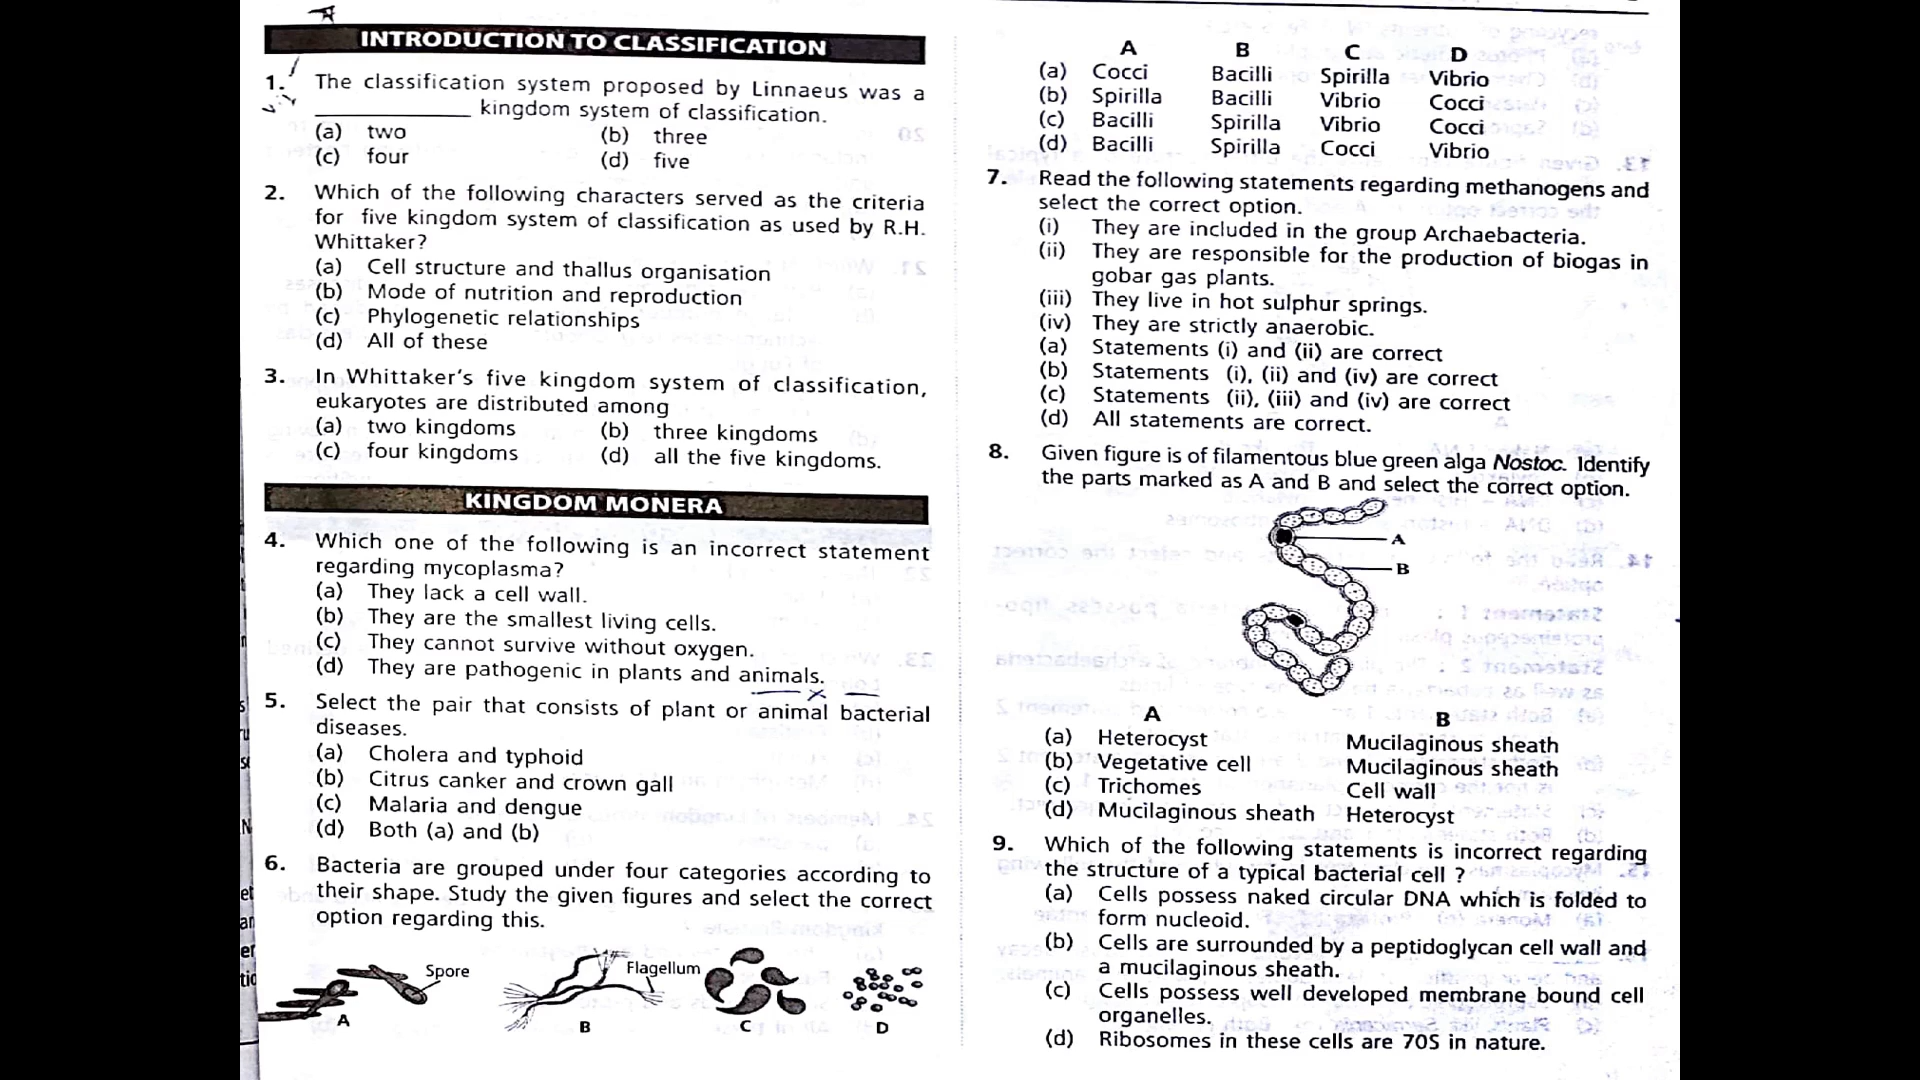 INTRODUCTION TO CLASSIFICATION
1. The classification system proposed by Linnaeus was a
____________ kingdom system of classification.
(a) two (b) three
(c) four (d) five
2. Which of the following characters served as the criteria
for five kingdom system of classification as used by R.H.
Whittaker?
(a) Cell structure and thallus organisation
(b) Mode of nutrition and reproduction
(c) Phylogenetic relationships
(d) All of these
3. In Whittaker's five kingdom system of classification,
eukaryotes are distributed among
(a) two kingdoms (b) three kingdoms
(c) four kingdoms (d) all the five kingdoms.
KINGDOM MONERA
4. Which one of the following is an incorrect statement
regarding mycoplasma?
(a) They lack a cell wall.
(b) They are the smallest living cells.
(c) They cannot survive without oxygen.
(d) They are pathogenic in plants and animals.
5. Select the pair that consists of plant or animal bacterial
diseases.
(a) Cholera and typhoid
(b) Citrus canker and crown gall
(c) Malaria and dengue
(d) Both (a) and (b)
6. Bacteria are grouped under four categories according to
their shape. Study the given figures and select the correct
option regarding this.
Spore Flagellum
A B C D
A B C D
(a) Cocci Bacilli Spirilla Vibrio
(b) Spirilla Bacilli Vibrio Cocci
(c) Bacilli Spirilla Vibrio Cocci
(d) Bacilli Spirilla Cocci Vibrio
7. Read the following statements regarding methanogens and
select the correct option.
(i) They are included in the group Archaebacteria.
(ii) They are responsible for the production of biogas in
gobar gas plants.
(iii) They live in hot sulphur springs.
(iv) They are strictly anaerobic.
(a) Statements (i) and (ii) are correct
(b) Statements (i), (ii) and (iv) are correct
(c) Statements (ii), (iii) and (iv) are correct
(d) All statements are correct.
8. Given figure is of filamentous blue green alga Nostoc. Identify
the parts marked as A and B and select the correct option.
A
B
A B
(a) Heterocyst Mucilaginous sheath
(b) Vegetative cell Mucilaginous sheath
(c) Trichomes Cell wall
(d) Mucilaginous sheath Heterocyst
9. Which of the following statements is incorrect regarding
the structure of a typical bacterial cell ?
(a) Cells possess naked circular DNA which is folded to
form nucleoid.
(b) Cells are surrounded by a peptidoglycan cell wall and
a mucilaginous sheath.
(c) Cells possess well developed membrane bound cell
organelles.
(d) Ribosomes in these cells are 70S in nature.